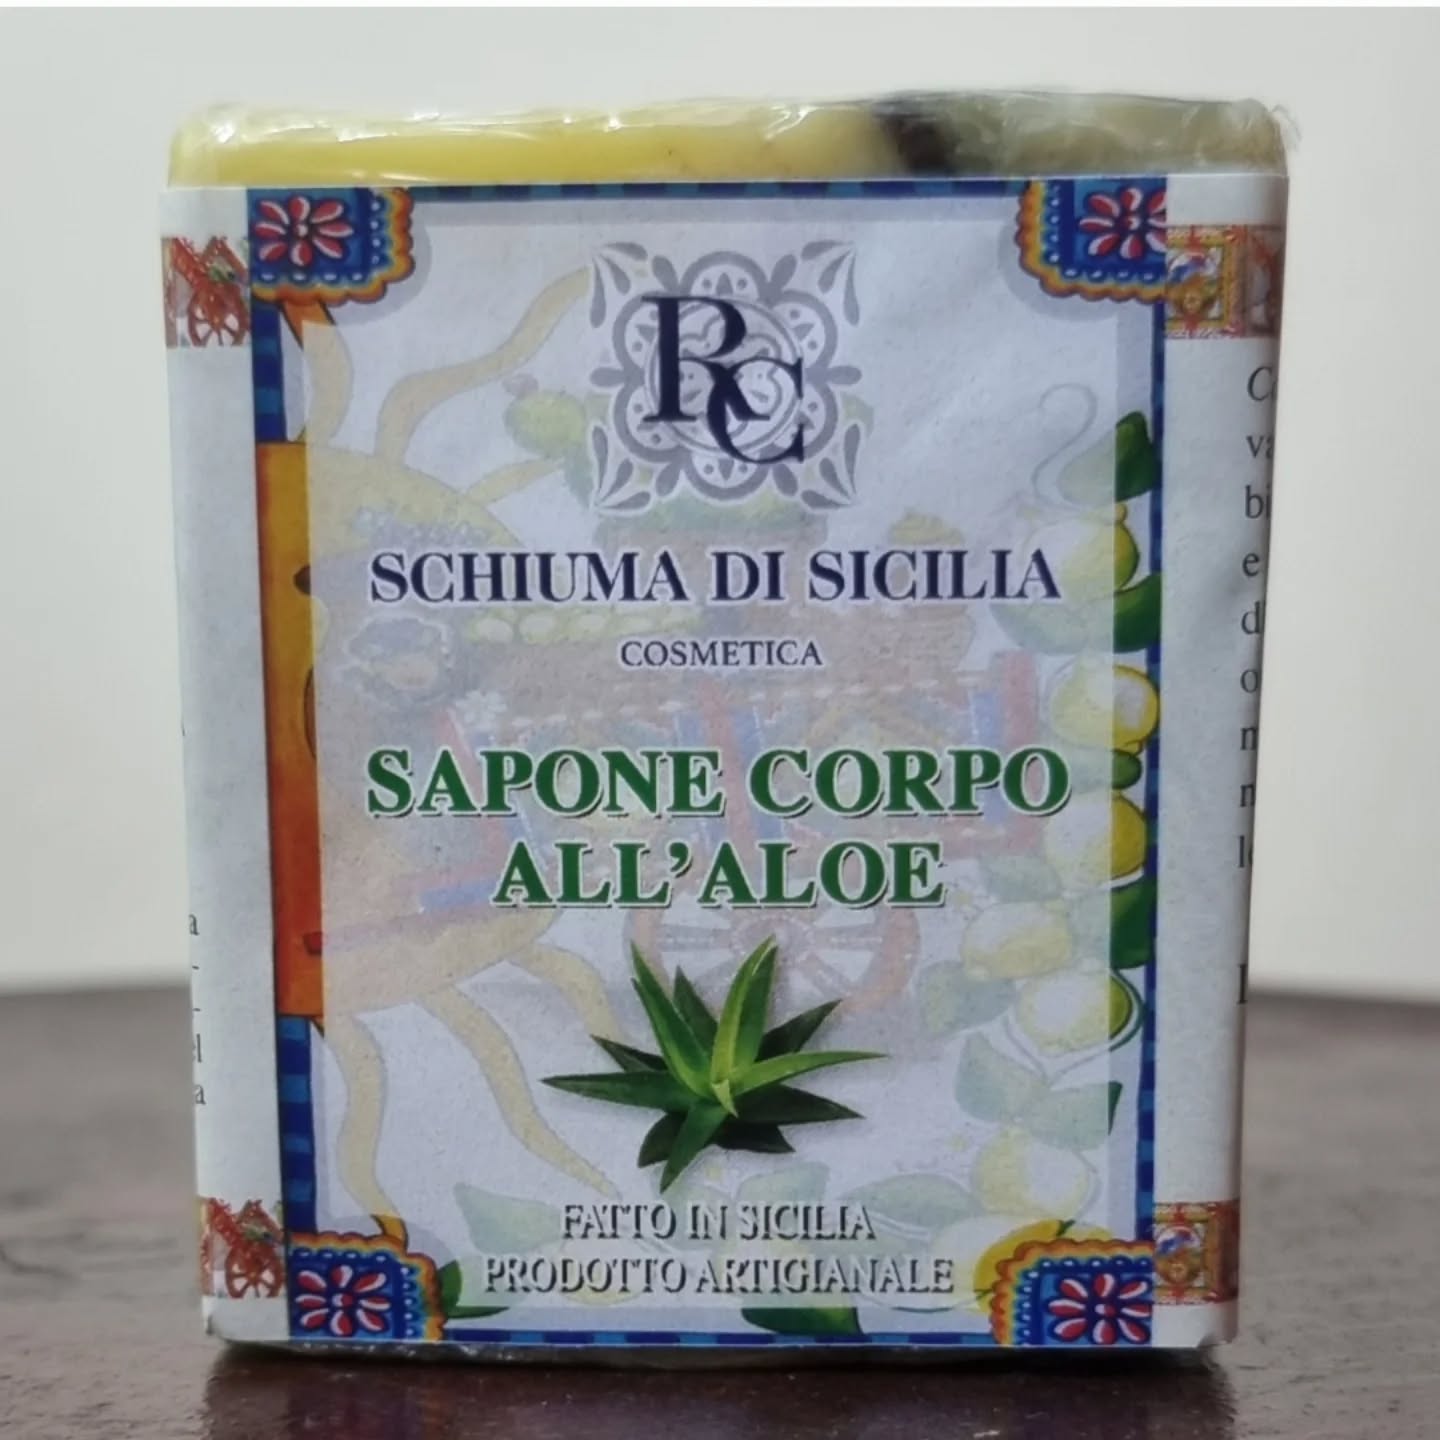 RC
SCHIUMA DI SICILIA
COSMETICA
SAPONE CORPO
ALL'ALOE
FATTO IN SICILIA
PRODOTTO ARTIGIANALE